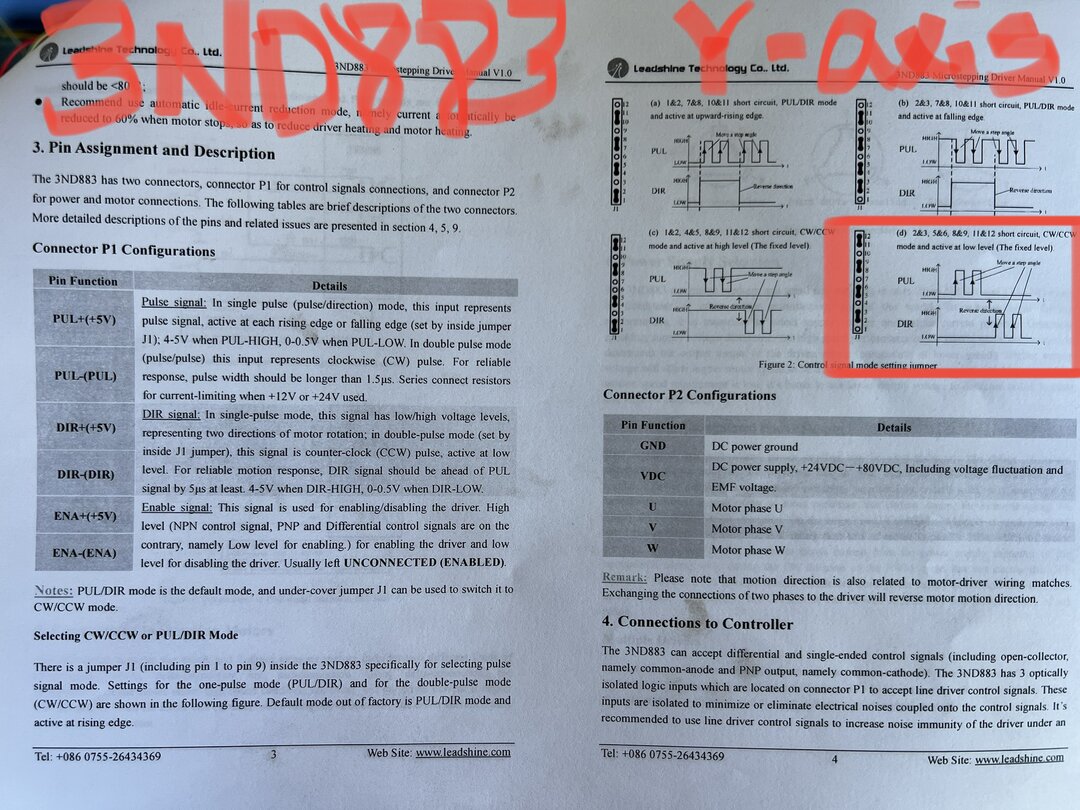 3ND883 Y-axis
Leadshine Technology Co., Ltd.
3ND883 stepping Drive Manual V1.0
should be <80
● Recommend use automatic idle-current reduction mode, namely current automatically be
reduced to 60% when motor stops, so as to reduce driver heating and motor heating.
3. Pin Assignment and Description
The 3ND883 has two connectors, connector P1 for control signals connections, and connector P2
for power and motor connections. The following tables are brief descriptions of the two connectors.
More detailed descriptions of the pins and related issues are presented in section 4, 5, 9.
Connector P1 Configurations
Pin Function Details
PUL+(+5V)
PUL-(PUL)
Pulse signal: In single pulse (pulse/direction) mode, this input represents
pulse signal, active at each rising edge or falling edge (set by inside jumper
J1); 4-5V when PUL-HIGH, 0-0.5V when PUL-LOW. In double pulse mode
(pulse/pulse) this input represents clockwise (CW) pulse. For reliable
response, pulse width should be longer than 1.5μs. Series connect resistors
for current-limiting when +12V or +24V used.
DIR+(+5V)
DIR-(DIR)
DIR signal: In single-pulse mode, this signal has low/high voltage levels,
representing two directions of motor rotation; in double-pulse mode (set by
inside J1 jumper), this signal is counter-clock (CCW) pulse, active at low
level. For reliable motion response, DIR signal should be ahead of PUL
signal by 5μs at least. 4-5V when DIR-HIGH, 0-0.5V when DIR-LOW.
ENA+(+5V)
ENA-(ENA)
Enable signal: This signal is used for enabling/disabling the driver. High
level (NPN control signal, PNP and Differential control signals are on the
contrary, namely Low level for enabling.) for enabling the driver and low
level for disabling the driver. Usually left UNCONNECTED (ENABLED).
Notes: PUL/DIR mode is the default mode, and under-cover jumper J1 can be used to switch it to
CW/CCW mode.
Selecting CW/CCW or PUL/DIR Mode
There is a jumper J1 (including pin 1 to pin 9) inside the 3ND883 specifically for selecting pulse
signal mode. Settings for the one-pulse mode (PUL/DIR) and for the double-pulse mode
(CW/CCW) are shown in the following figure. Default mode out of factory is PUL/DIR mode and
active at rising edge.
Tel: +086 0755-26434369 3 Web Site: www.leadshine.com
Leadshine Technology Co., Ltd.
3ND883 Microstepping Driver Manual V1.0
(a) 1&2, 7&8, 10&11 short circuit, PUL/DIR mode
and active at upward-rising edge.
Move a step angle
PUL HIGH LOW t
DIR HIGH LOW Reverse direction t
J1
(b) 2&3, 7&8, 10&11 short circuit, PUL/DIR mode
and active at falling edge.
Move a step angle
PUL HIGH LOW t
DIR HIGH LOW Reverse direction t
J1
(c) 1&2, 4&5, 8&9, 11&12 short circuit, CW/CCW
mode and active at high level (The fixed level)
PUL HIGH LOW Move a step angle
Reverse direction
DIR HIGH LOW
J1
(d) 2&3, 5&6, 8&9, 11&12 short circuit, CW/CCW
mode and active at low level (The fixed level)
Move a step angle
PUL HIGH LOW t
Reverse direction
DIR HIGH LOW t
J1
Figure 2: Control signal mode setting jumper
Connector P2 Configurations
Pin Function Details
GND DC power ground
VDC DC power supply, +24VDC—+80VDC, Including voltage fluctuation and
EMF voltage.
U Motor phase U
V Motor phase V
W Motor phase W
Remark: Please note that motion direction is also related to motor-driver wiring matches.
Exchanging the connections of two phases to the driver will reverse motor motion direction.
4. Connections to Controller
The 3ND883 can accept differential and single-ended control signals (including open-collector,
namely common-anode and PNP output, namely common-cathode). The 3ND883 has 3 optically
isolated logic inputs which are located on connector P1 to accept line driver control signals. These
inputs are isolated to minimize or eliminate electrical noises coupled onto the control signals. It's
recommended to use line driver control signals to increase noise immunity of the driver under an
Tel: +086 0755-26434369 4 Web Site: www.leadshine.com